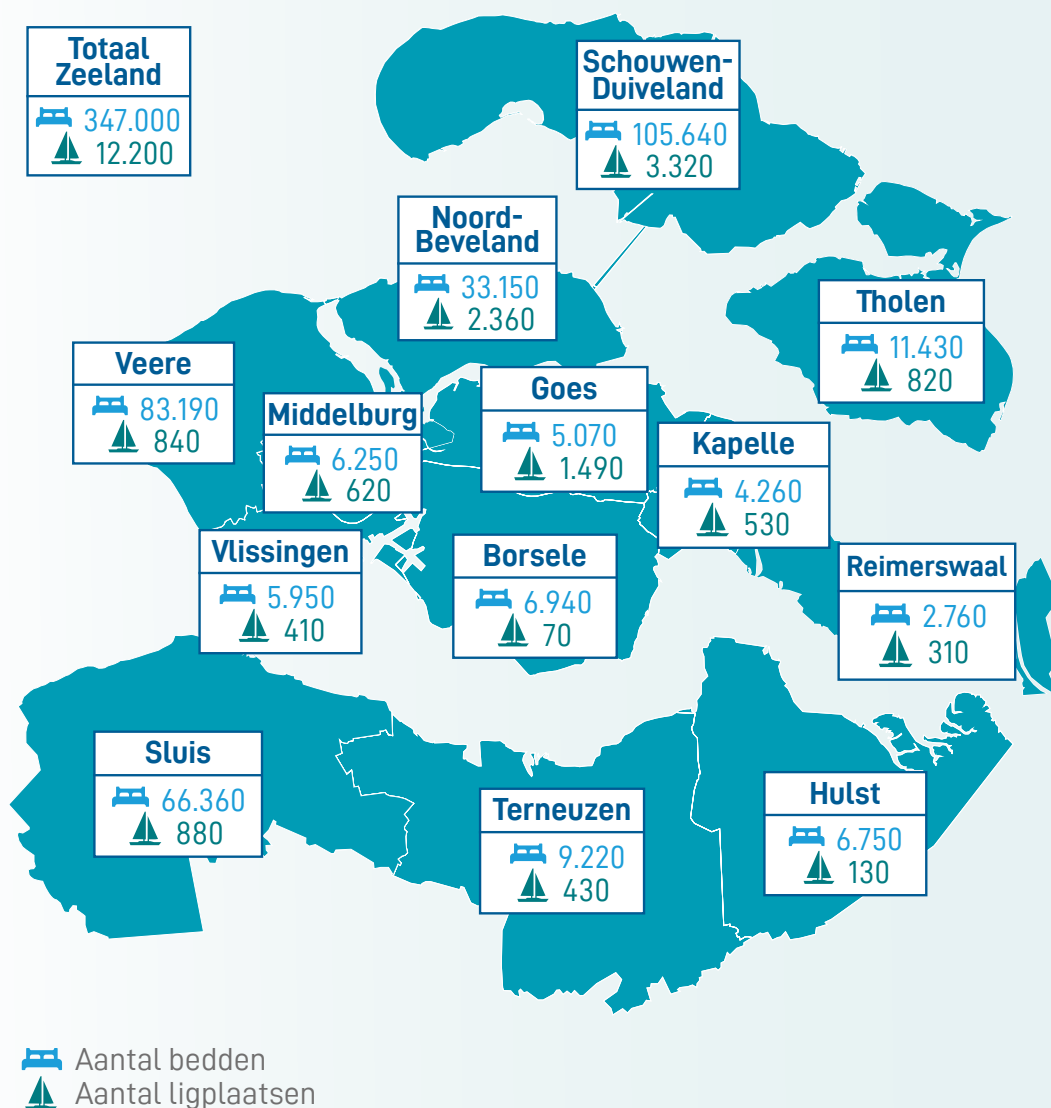 Totaal
Zeeland
347.000
12.200
Schouwen-
Duiveland
105.640
3.320
Noord-
Beveland
33.150
2.360
Tholen
11.430
820
Veere
83.190
840
Middelburg
6.250
620
Goes
5.070
1.490
Kapelle
4.260
530
Vlissingen
5.950
410
Borsele
6.940
70
Reimerswaal
2.760
310
Sluis
66.360
880
Terneuzen
9.220
430
Hulst
6.750
130
Aantal bedden
Aantal ligplaatsen